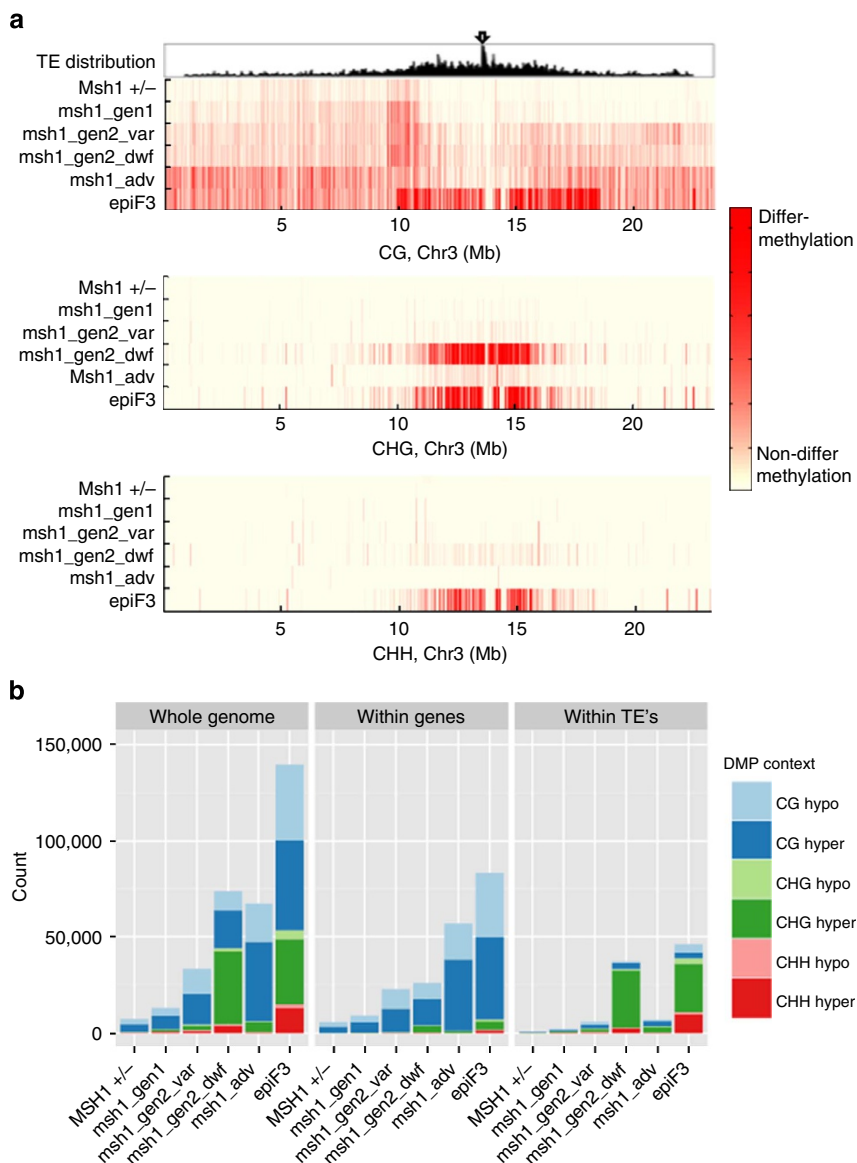 a
TE distribution
Msh1 +/–
msh1_gen1
msh1_gen2_var
msh1_gen2_dwf
msh1_adv
epiF3
5 10 15 20
CG, Chr3 (Mb)
Differ-
methylation
Msh1 +/–
msh1_gen1
msh1_gen2_var
msh1_gen2_dwf
Msh1_adv
epiF3
5 10 15 20
CHG, Chr3 (Mb)
Non-differ
methylation
Msh1 +/–
msh1_gen1
msh1_gen2_var
msh1_gen2_dwf
msh1_adv
epiF3
5 10 15 20
CHH, Chr3 (Mb)
b
Whole genome Within genes Within TE's
150,000
100,000
50,000
0
Count
DMP context
CG hypo
CG hyper
CHG hypo
CHG hyper
CHH hypo
CHH hyper
MSH1 +/–
msh1_gen1
msh1_gen2_var
msh1_gen2_dwf
msh1_adv
epiF3
MSH1 +/–
msh1_gen1
msh1_gen2_var
msh1_gen2_dwf
msh1_adv
epiF3
MSH1 +/–
msh1_gen1
msh1_gen2_var
msh1_gen2_dwf
msh1_adv
epiF3